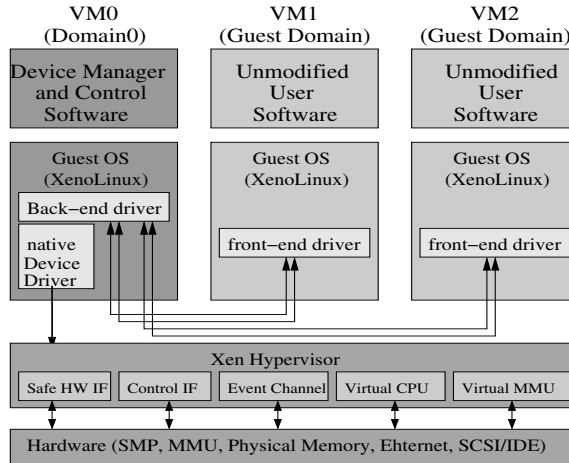 VM0
(Domain0)
VM1
(Guest Domain)
VM2
(Guest Domain)
Device Manager
and Control
Software
Unmodified
User
Software
Unmodified
User
Software
Guest OS
(XenoLinux)
Back-end driver
native
Device
Driver
Guest OS
(XenoLinux)
front-end driver
Guest OS
(XenoLinux)
front-end driver
Xen Hypervisor
Safe HW IF
Control IF
Event Channel
Virtual CPU
Virtual MMU
Hardware (SMP, MMU, Physical Memory, Ehternet, SCSI/IDE)